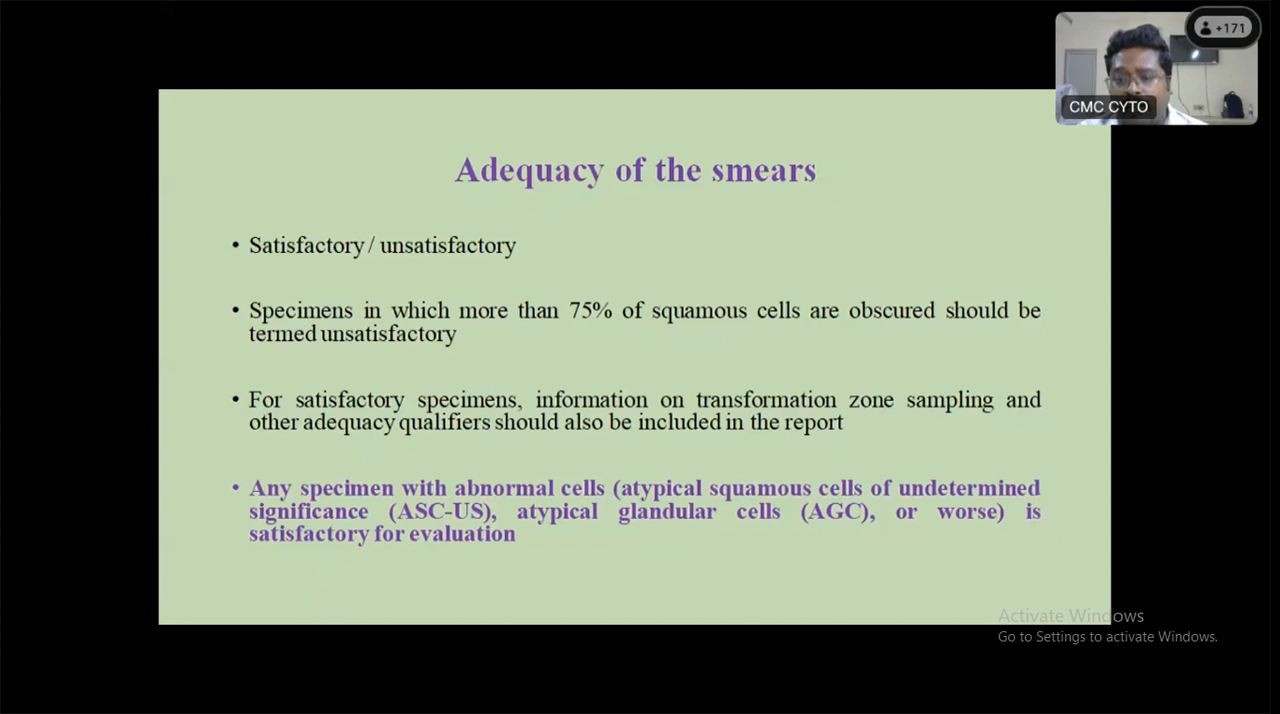 +171
CMC CYTO
Adequacy of the smears
• Satisfactory / unsatisfactory
• Specimens in which more than 75% of squamous cells are obscured should be
termed unsatisfactory
• For satisfactory specimens, information on transformation zone sampling and
other adequacy qualifiers should also be included in the report
• Any specimen with abnormal cells (atypical squamous cells of undetermined
significance (ASC-US), atypical glandular cells (AGC), or worse) is
satisfactory for evaluation
Activate Windows
Go to Settings to activate Windows.